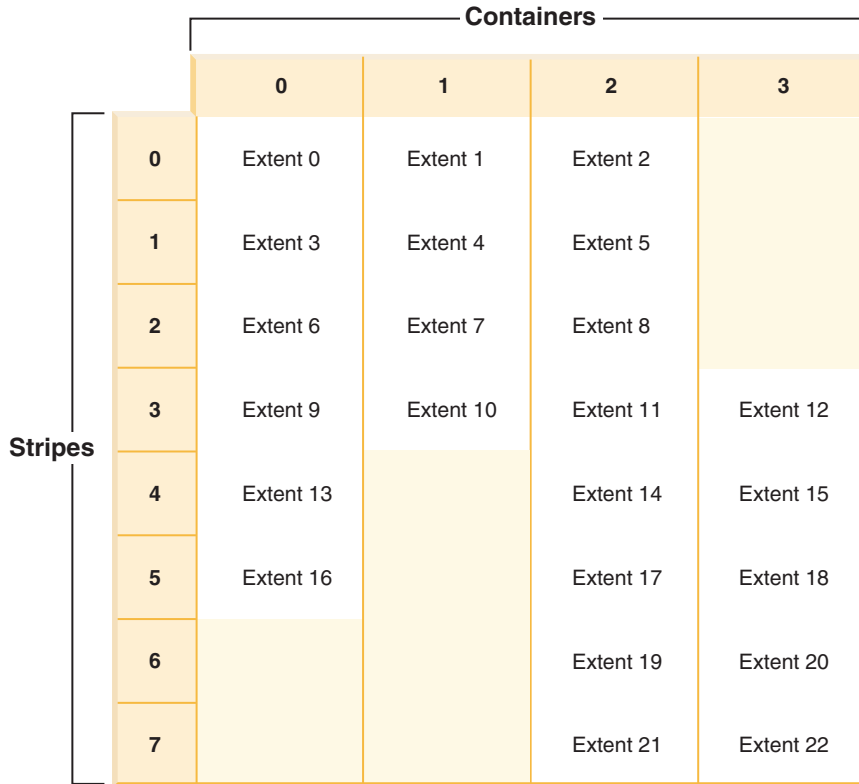 Containers
0 1 2 3
Stripes
0 Extent 0 Extent 1 Extent 2
1 Extent 3 Extent 4 Extent 5
2 Extent 6 Extent 7 Extent 8
3 Extent 9 Extent 10 Extent 11 Extent 12
4 Extent 13 Extent 14 Extent 15
5 Extent 16 Extent 17 Extent 18
6 Extent 19 Extent 20
7 Extent 21 Extent 22